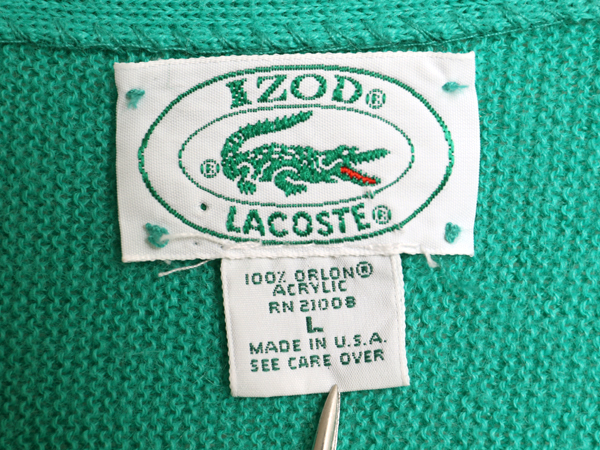 IZOD®
®
LACOSTE®
100% ORLON®
ACRYLIC
RN 21008
L
MADE IN U.S.A.
SEE CARE OVER